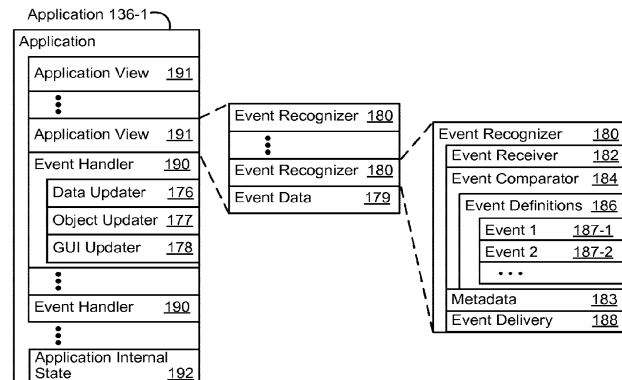 Application 136-1
Application
Application View 191
Application View 191
Event Handler 190
Data Updater 176
Object Updater 177
GUI Updater 178
Event Handler 190
Application Internal
State 192
Event Recognizer 180
Event Recognizer 180
Event Data 179
Event Recognizer 180
Event Receiver 182
Event Comparator 184
Event Definitions 186
Event 1 187-1
Event 2 187-2
Metadata 183
Event Delivery 188